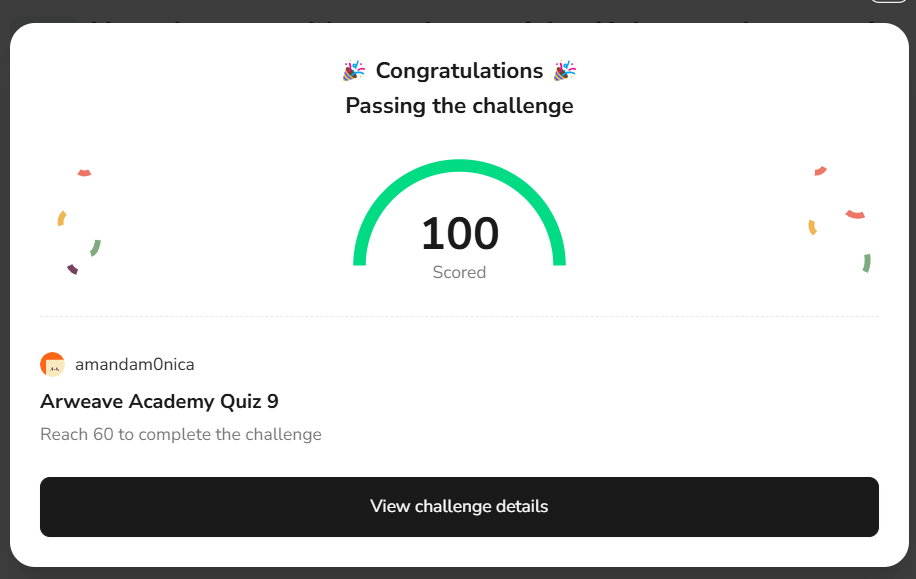 🎉 Congratulations 🎉
Passing the challenge
100
Scored
amandam0nica
Arweave Academy Quiz 9
Reach 60 to complete the challenge
View challenge details